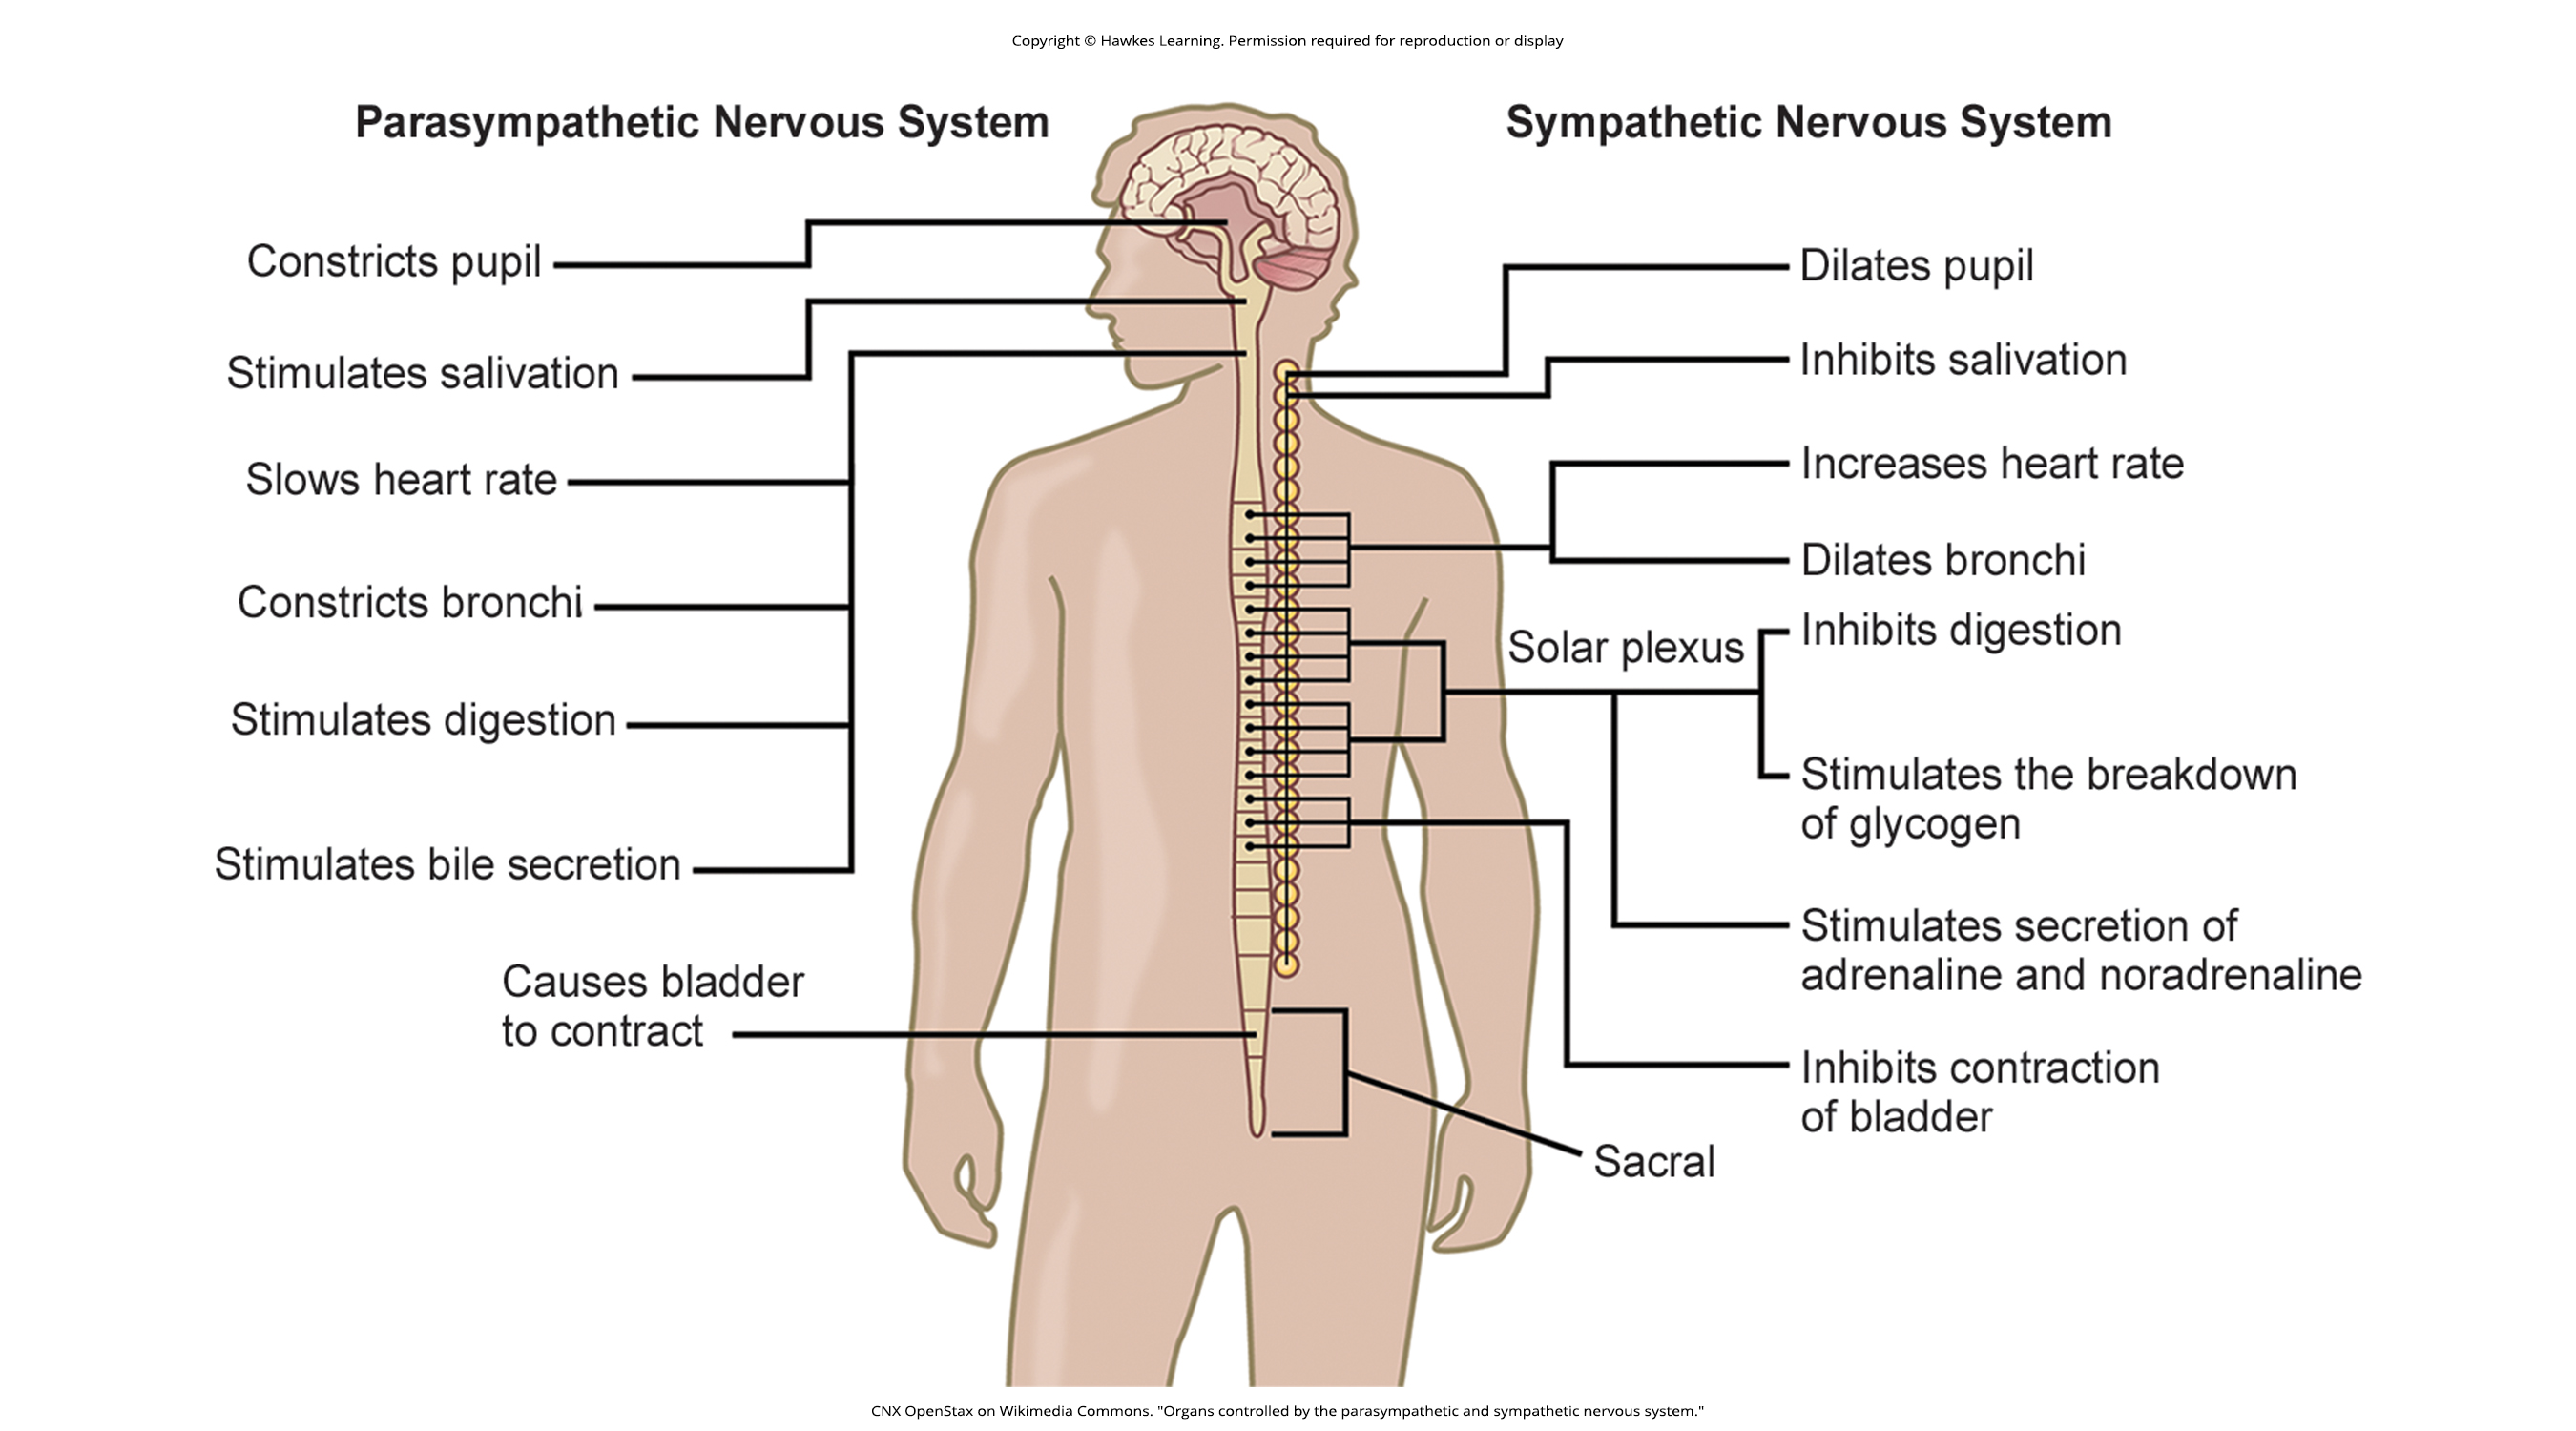 Copyright © Hawkes Learning. Permission required for reproduction or display
Parasympathetic Nervous System
Constricts pupil
Stimulates salivation
Slows heart rate
Constricts bronchi
Stimulates digestion
Stimulates bile secretion
Causes bladder
to contract
Sympathetic Nervous System
Dilates pupil
Inhibits salivation
Increases heart rate
Dilates bronchi
Solar plexus
Inhibits digestion
Stimulates the breakdown
of glycogen
Stimulates secretion of
adrenaline and noradrenaline
Inhibits contraction
of bladder
Sacral
CNX OpenStax on Wikimedia Commons. "Organs controlled by the parasympathetic and sympathetic nervous system."